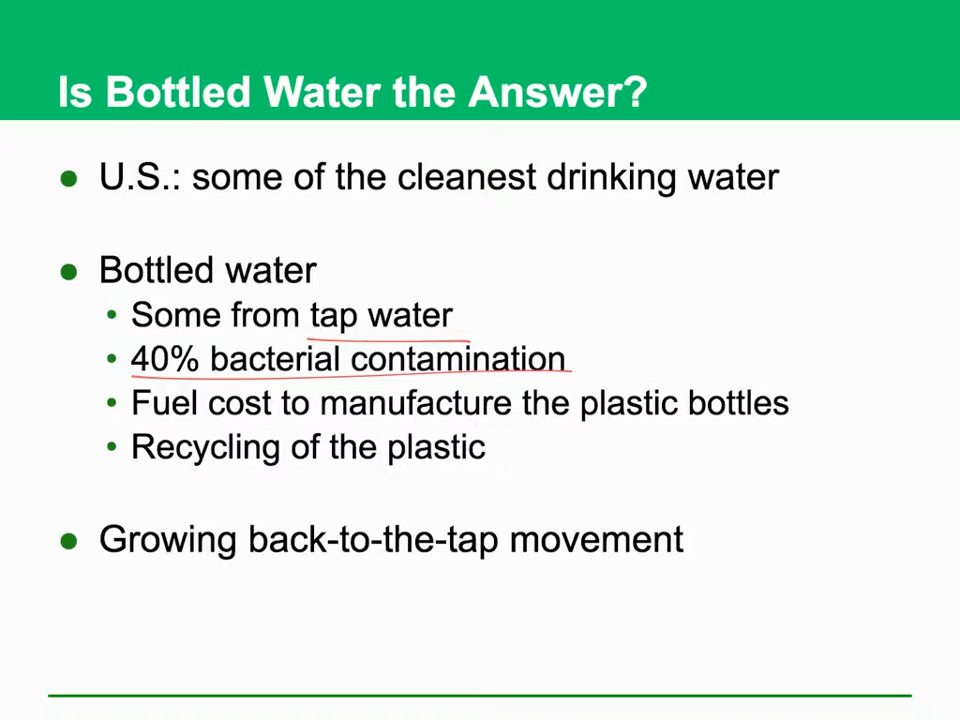 Is Bottled Water the Answer?
● U.S.: some of the cleanest drinking water
● Bottled water
• Some from tap water
• 40% bacterial contamination
• Fuel cost to manufacture the plastic bottles
• Recycling of the plastic
● Growing back-to-the-tap movement